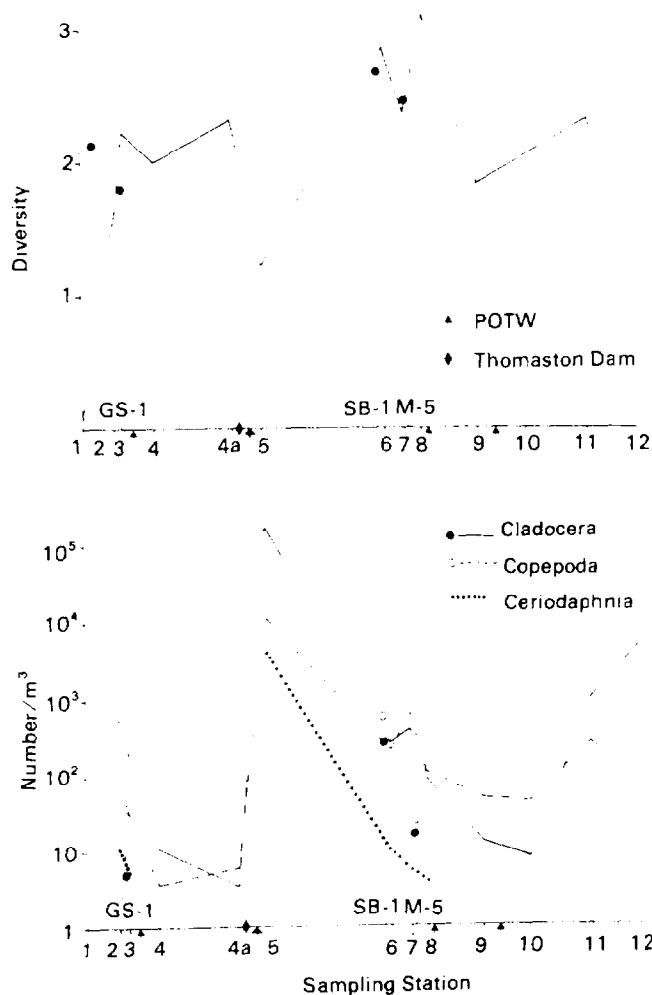 3
2
1
Diversity
POTW
Thomaston Dam
GS-1 SB-1 M-5
1 2 3 4 4a 5 6 7 8 9 10 11 12
Cladocera
Copepoda
Ceriodaphnia
10⁵
10⁴
10³
10²
10
1
Number/m³
GS-1 SB-1 M-5
1 2 3 4 4a 5 6 7 8 9 10 11 12
Sampling Station